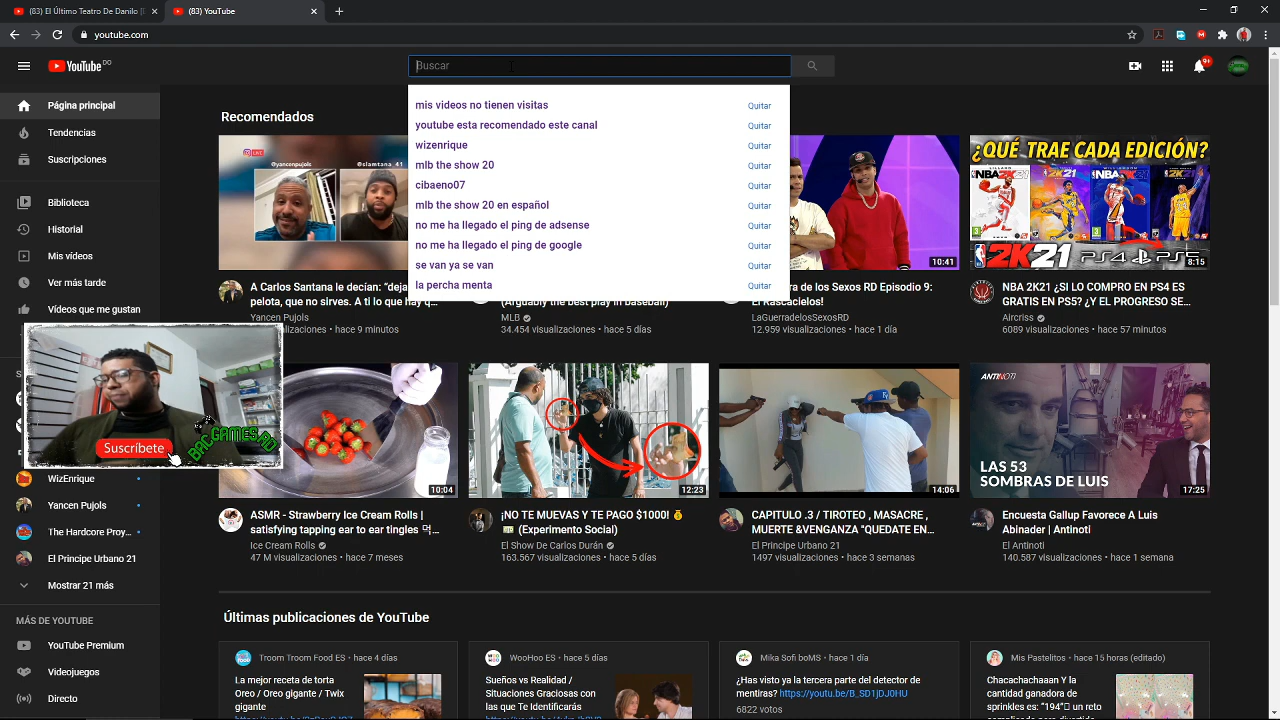 (83) El Último Teatro De Danilo [
(83) YouTube
youtube.com
YouTube DO
Buscar
9+
Página principal
Tendencias
Suscripciones
Biblioteca
Historial
Mis vídeos
Ver más tarde
Vídeos que me gustan
WizEnrique
Yancen Pujols
The Hardcore Proy...
El Principe Urbano 21
Mostrar 21 más
MÁS DE YOUTUBE
YouTube Premium
Videojuegos
Directo
mis videos no tienen visitas Quitar
youtube esta recomendado este canal Quitar
wizenrique Quitar
mlb the show 20 Quitar
cibaeno07 Quitar
mlb the show 20 en español Quitar
no me ha llegado el ping de adsense Quitar
no me ha llegado el ping de google Quitar
se van ya se van Quitar
la percha menta Quitar
Recomendados
LIVE
@yanconpujols
@slamtana_41
10:41
¿QUÉ TRAE CADA EDICIÓN?
NBA 2K21
2K21 PS4 PS5
8:15
A Carlos Santana le decían: “deja
pelota, que no sirves. A ti lo que hay q...
Yancen Pujols
hace 9 minutos
(Arguably the best play in baseball)
MLB
34.454 visualizaciones • hace 5 días
ra de los Sexos RD Episodio 9:
El Rascacielos!
LaGuerradelosSexosRD
12.959 visualizaciones • hace 1 día
NBA 2K21 ¿SI LO COMPRO EN PS4 ES
GRATIS EN PS5? ¿Y EL PROGRESO SE...
Aircriss
6089 visualizaciones • hace 57 minutos
Suscríbete
BAC.GAMES.RD
10:04
12:23
14:06
ANTINOTI
LAS 53
SOMBRAS DE LUIS
17:25
ASMR - Strawberry Ice Cream Rolls |
satisfying tapping ear to ear tingles 먹...
Ice Cream Rolls
47 M visualizaciones • hace 7 meses
¡NO TE MUEVAS Y TE PAGO $1000! 💰
💵 (Experimento Social)
El Show De Carlos Durán
163.567 visualizaciones • hace 5 días
CAPITULO .3 / TIROTEO , MASACRE ,
MUERTE &VENGANZA "QUEDATE EN...
El Principe Urbano 21
1497 visualizaciones • hace 3 semanas
Encuesta Gallup Favorece A Luis
Abinader | Antinoti
El Antinoti
140.587 visualizaciones • hace 1 semana
Últimas publicaciones de YouTube
Troom Troom Food ES • hace 4 días
La mejor receta de torta
Oreo / Oreo gigante / Twix
gigante
WooHoo ES • hace 5 días
Sueños vs Realidad /
Situaciones Graciosas con
las que Te Identificarás
Mika Sofi boMS • hace 1 día
¿Has visto ya la tercera parte del detector de
mentiras? https://youtu.be/B_SD1jDJ0HU
6822 votos
Mis Pastelitos • hace 15 horas (editado)
Chacachachaaan Y la
cantidad ganadora de
sprinkles es: “194”